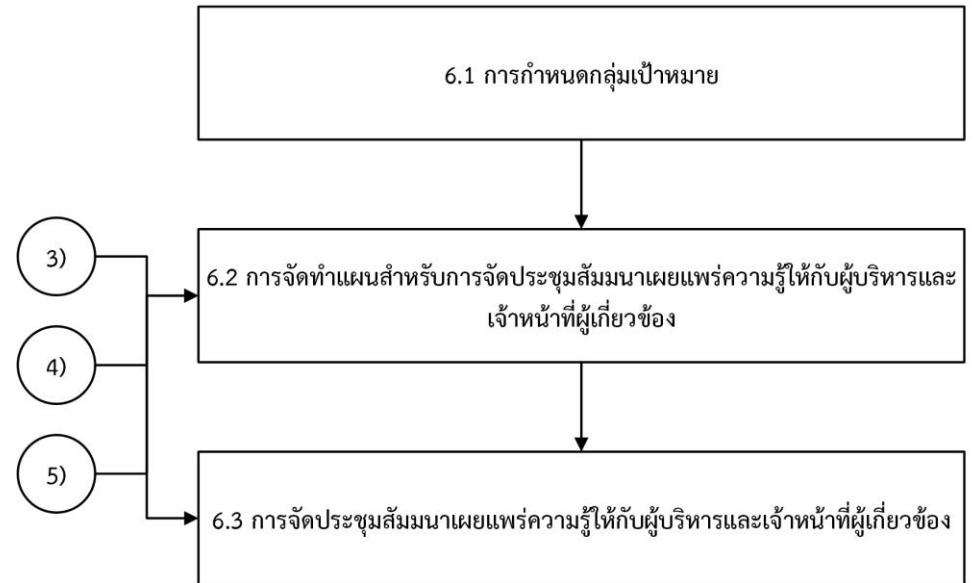 6.1 การกำหนดกลุ่มเป้าหมาย
3)
6.2 การจัดทำแผนสำหรับการจัดประชุมสัมมนาเผยแพร่ความรู้ให้กับผู้บริหารและ
เจ้าหน้าที่ผู้เกี่ยวข้อง
4)
5)
6.3 การจัดประชุมสัมมนาเผยแพร่ความรู้ให้กับผู้บริหารและเจ้าหน้าที่ผู้เกี่ยวข้อง